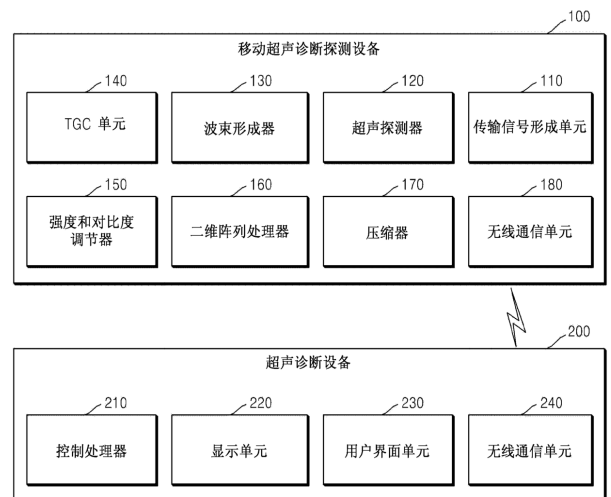 100
移动超声诊断探测设备
140
130
120
110
TGC 单元
波束形成器
超声探测器
传输信号形成单元
150
160
170
180
强度和对比度
调节器
二维阵列处理器
压缩器
无线通信单元
200
超声诊断设备
210
220
230
240
控制处理器
显示单元
用户界面单元
无线通信单元